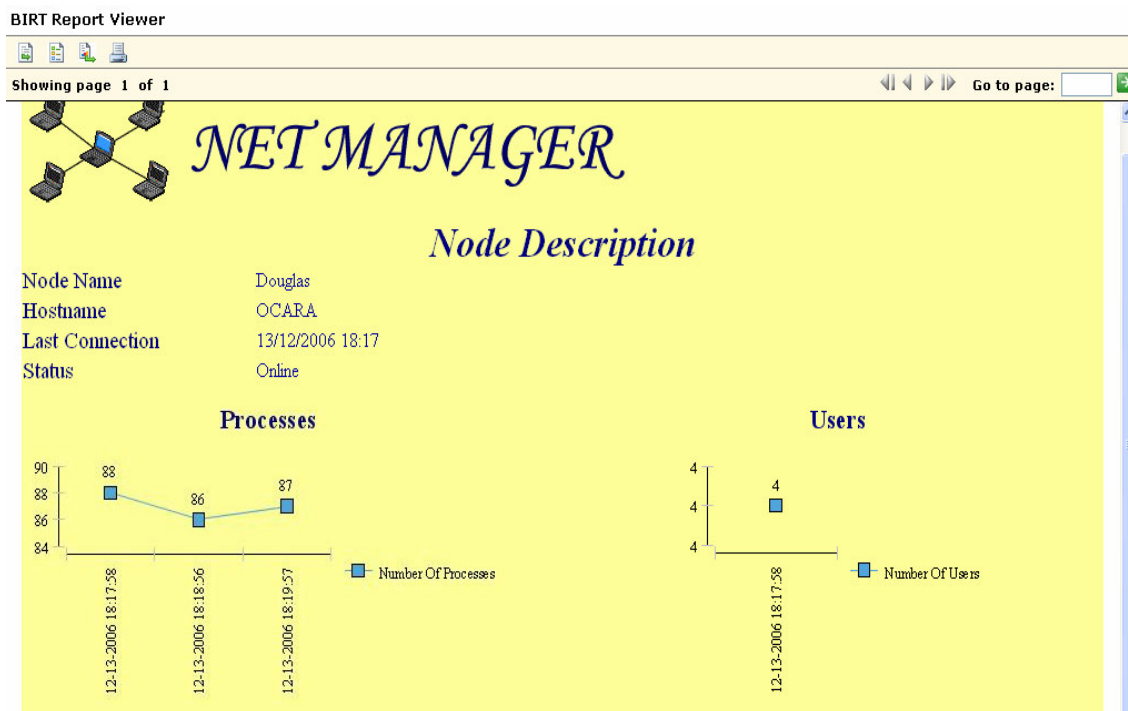 BIRT Report Viewer
Showing page 1 of 1
Go to page:
NET MANAGER
Node Description
Node Name Douglas
Hostname OCARA
Last Connection 13/12/2006 18:17
Status Online
Processes
90
88
86
84
88
86
87
12-13-2006 18:17:58
12-13-2006 18:18:56
12-13-2006 18:19:57
Number Of Processes
Users
4
4
4
4
12-13-2006 18:17:58
Number Of Users